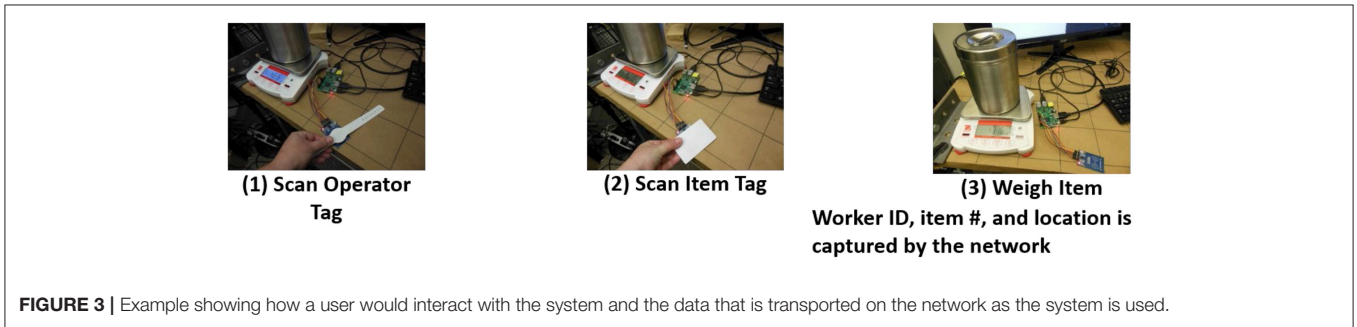 (1) Scan Operator
Tag
(2) Scan Item Tag
(3) Weigh Item
Worker ID, item #, and location is
captured by the network
FIGURE 3 | Example showing how a user would interact with the system and the data that is transported on the network as the system is used.